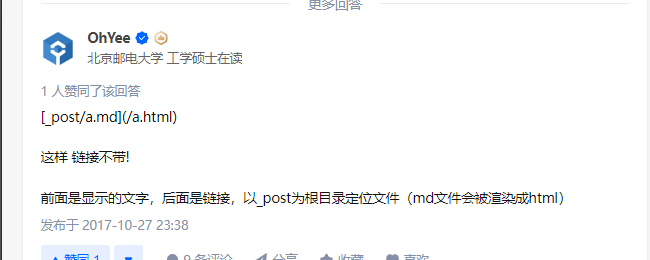 更多回答
OhYee
北京邮电大学 工学硕士在读
1 人赞同了该回答
[_post/a.md](/a.html)
这样 链接不带!
前面是显示的文字，后面是链接，以_post为根目录定位文件（md文件会被渲染成html）
发布于 2017-10-27 23:38
赞同 1 9 条评论 分享 收藏 喜欢